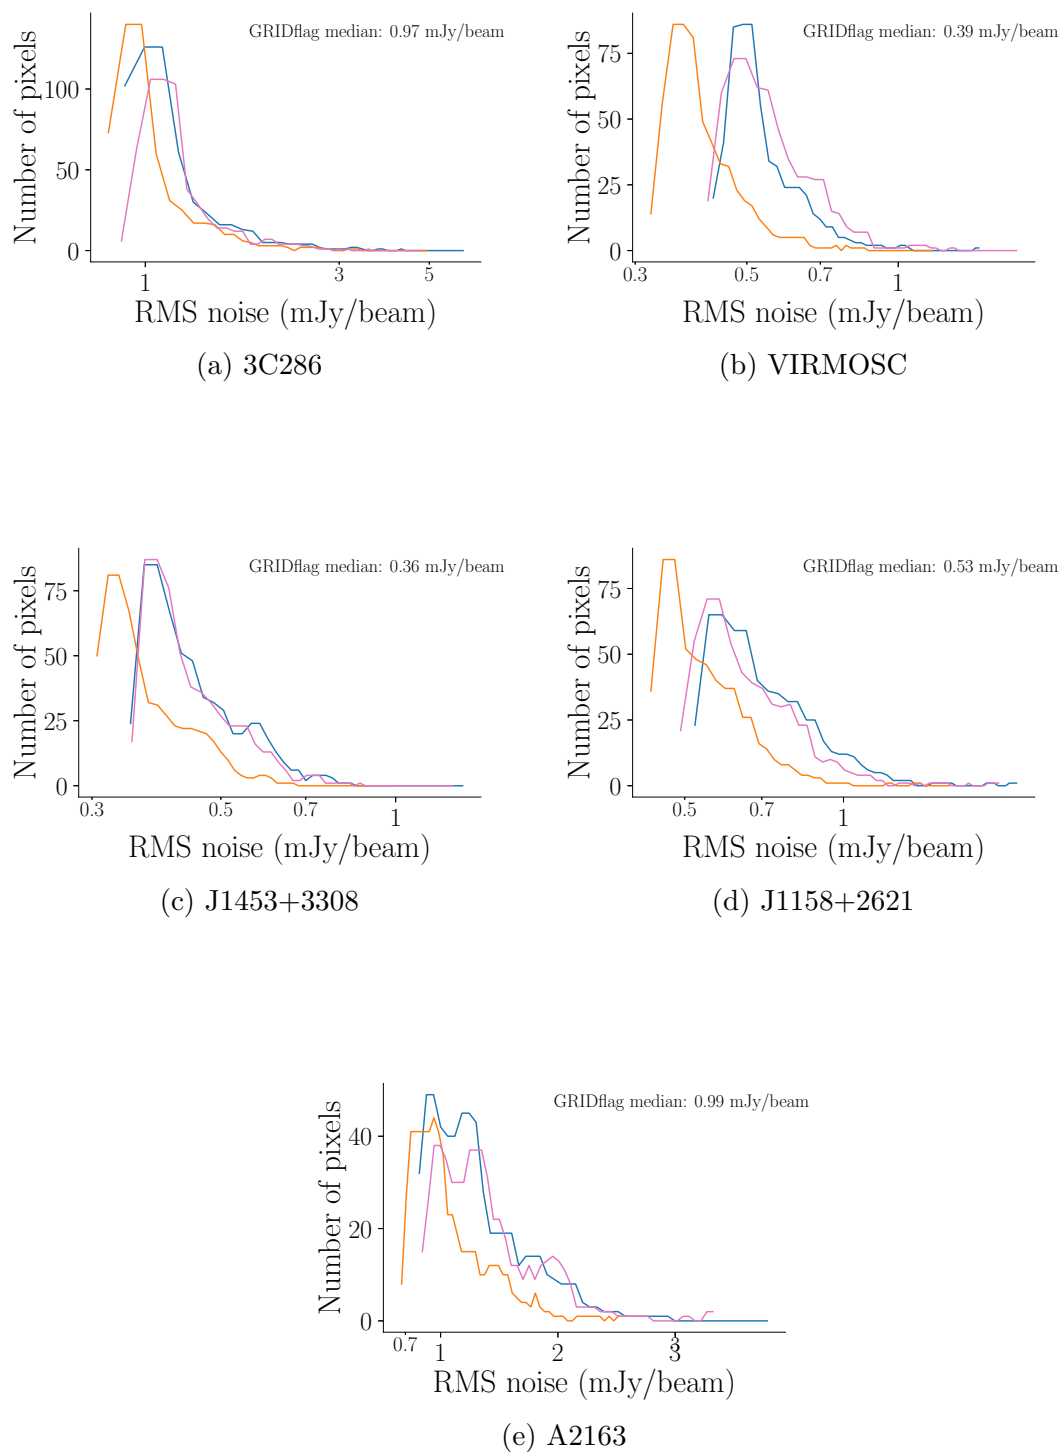 GRIDflag median: 0.97 mJy/beam
Number of pixels
100
50
0
1
3
5
RMS noise (mJy/beam)
(a) 3C286
GRIDflag median: 0.39 mJy/beam
Number of pixels
75
50
25
0
0.3
0.5
0.7
1
RMS noise (mJy/beam)
(b) VIRMOSC
GRIDflag median: 0.36 mJy/beam
Number of pixels
75
50
25
0
0.3
0.5
0.7
1
RMS noise (mJy/beam)
(c) J1453+3308
GRIDflag median: 0.53 mJy/beam
Number of pixels
75
50
25
0
0.5
0.7
1
RMS noise (mJy/beam)
(d) J1158+2621
GRIDflag median: 0.99 mJy/beam
Number of pixels
40
20
0
0.7
1
2
3
3
RMS noise (mJy/beam)
(e) A2163